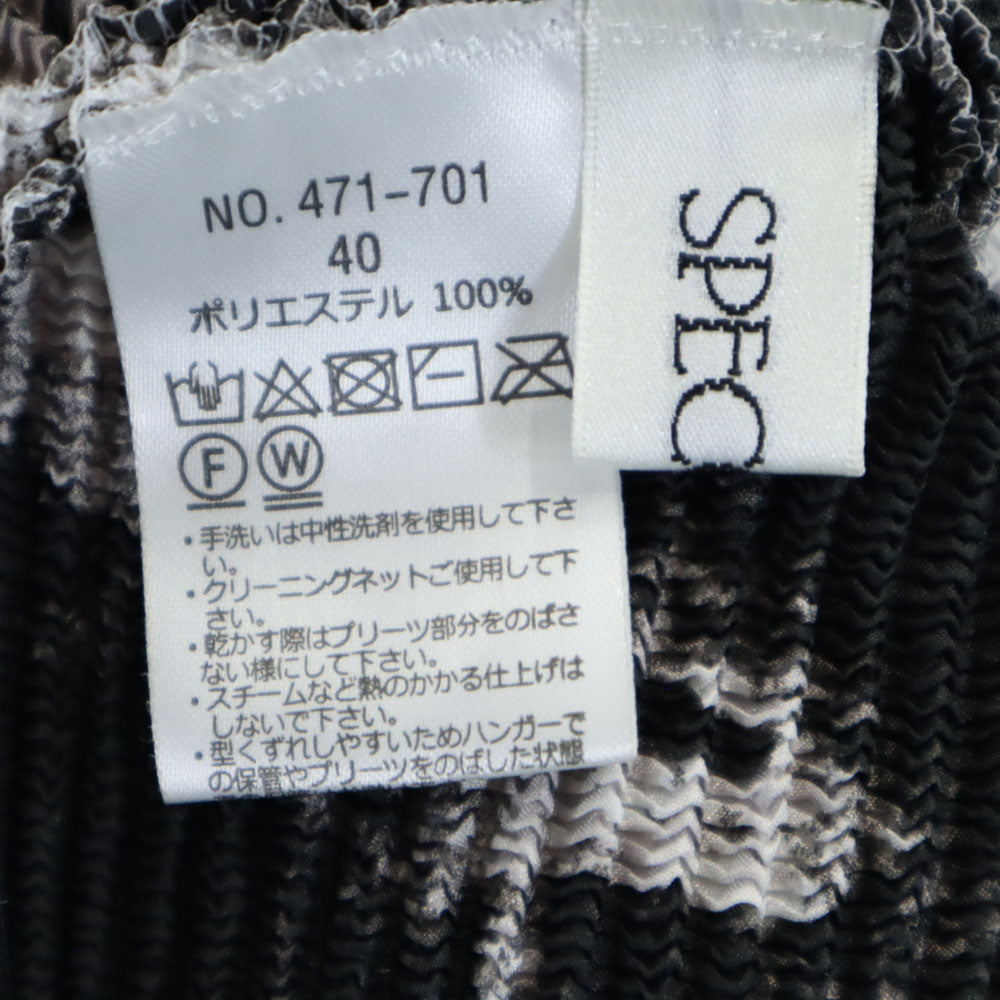 NO. 471-701
40
ポリエステル 100%
F W
・手洗いは中性洗剤を使用して下さ
い。
・クリーニングネットご使用して下
さい。
・乾かす際はプリーツ部分をのばさ
ない様にして下さい。
・スチームなど熱のかかる仕上げは
しないで下さい。
・型くずれしやすいためハンガーで
の保管やプリーツをのばした状態
SPEC